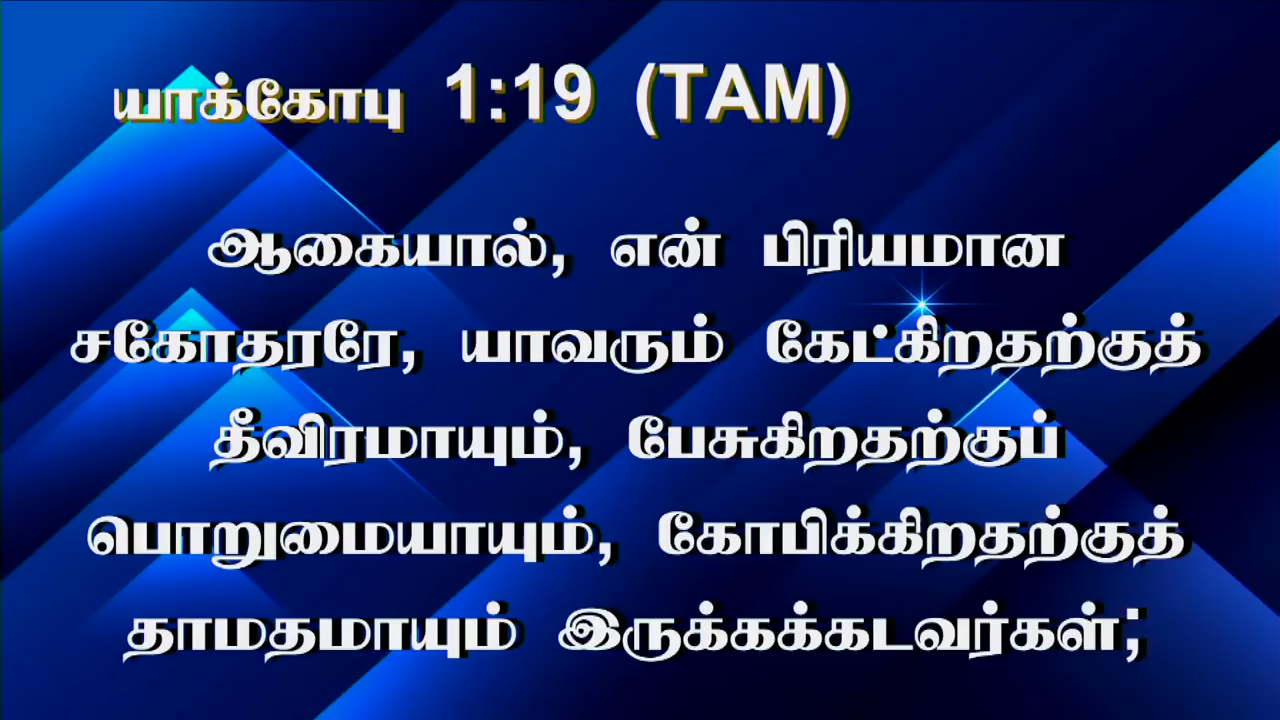 யாக்கோபு 1:19 (TAM)
ஆகையால், என் பிரியமான
சகோதரரே, யாவரும் கேட்கிறதற்குத்
தீவிரமாயும், பேசுகிறதற்குப்
பொறுமையாயும், கோபிக்கிறதற்குத்
தாமதமாயும் இருக்கக்கடவர்கள்;